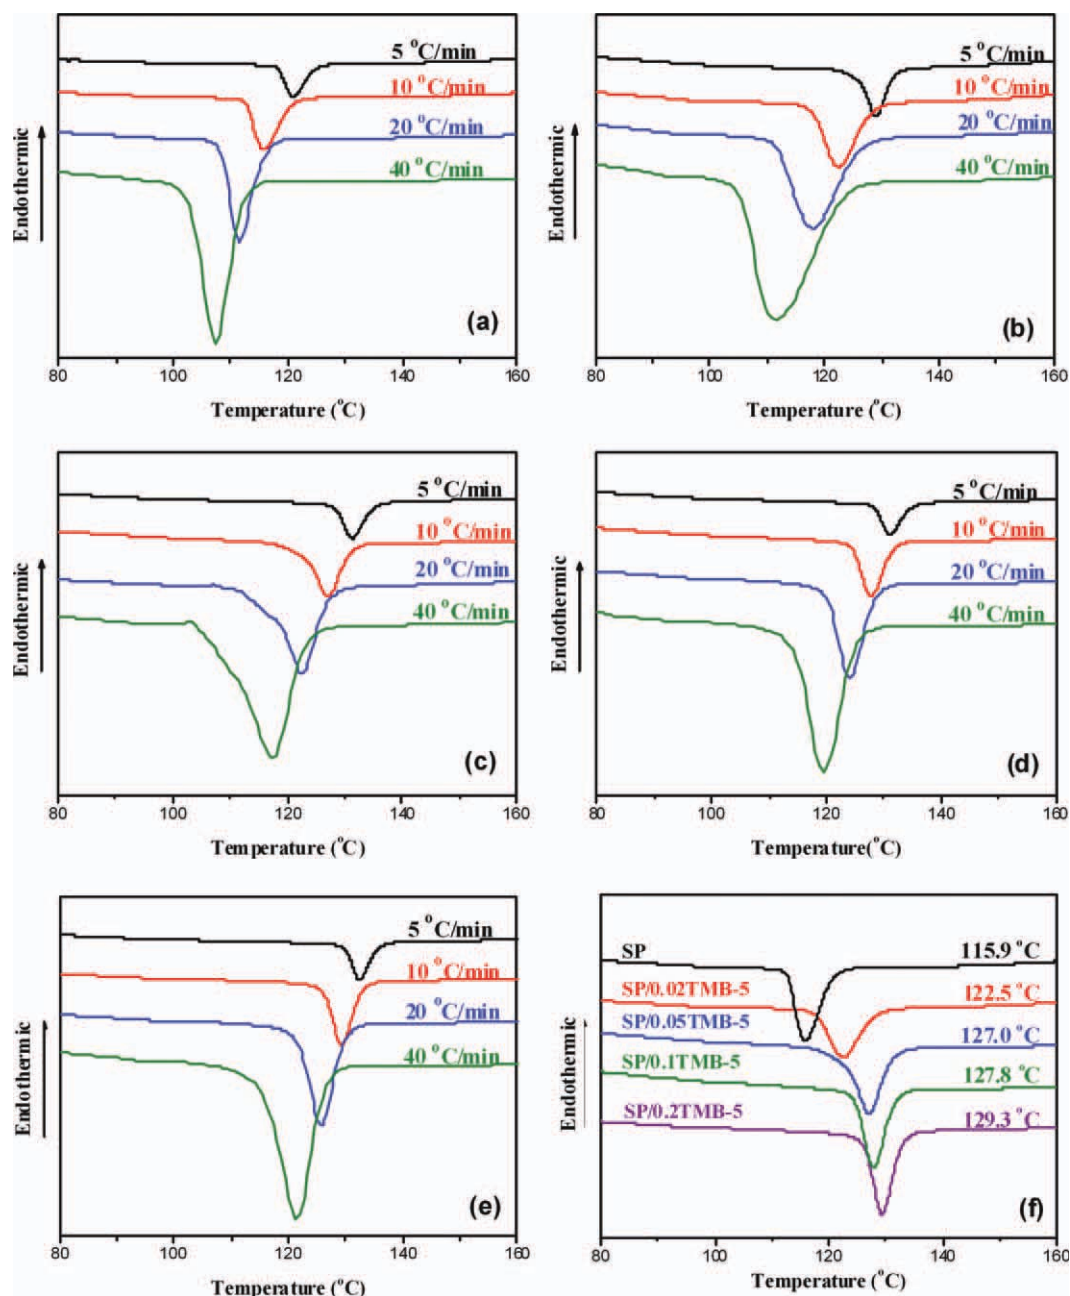 5 °C/min
10 °C/min
20 °C/min
40 °C/min
Endothermic
(a)
80 100 120 140 160
Temperature (°C)
5 °C/min
10 °C/min
20 °C/min
40 °C/min
Endothermic
(b)
80 100 120 140 160
Temperature (°C)
5 °C/min
10 °C/min
20 °C/min
40 °C/min
Endothermic
(c)
80 100 120 140 160
Temperature (°C)
5 °C/min
10 °C/min
20 °C/min
40 °C/min
Endothermic
(d)
80 100 120 140 160
Temperature(°C)
5 °C/min
10 °C/min
20 °C/min
40 °C/min
Endothermic
(e)
80 100 120 140 160
Temperature (°C)
SP 115.9 °C
SP/0.02TMB-5 122.5 °C
SP/0.05TMB-5 127.0 °C
SP/0.1TMB-5 127.8 °C
SP/0.2TMB-5 129.3 °C
Endothermic
(f)
80 100 120 140 160
Temperature (°C)